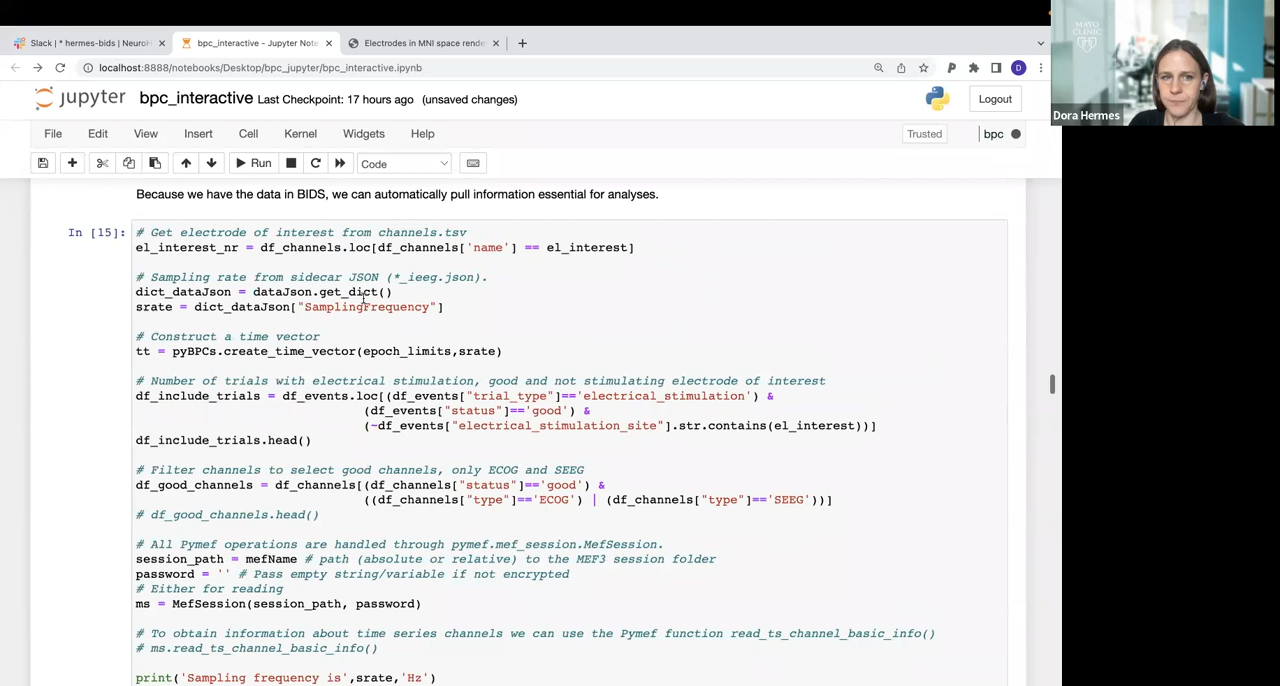 Slack | * hermes-bids | NeuroH
bpc_interactive - Jupyter Note
Electrodes in MNI space rende
localhost:8888/notebooks/Desktop/bpc_jupyter/bpc_interactive.ipynb
D
MAYO
CLINIC
Dora Hermes
jupyter bpc_interactive Last Checkpoint: 17 hours ago (unsaved changes)
Logout
File Edit View Insert Cell Kernel Widgets Help
Trusted
bpc
Run
Code
Because we have the data in BIDS, we can automatically pull information essential for analyses.
In [15]:
# Get electrode of interest from channels.tsv
el_interest_nr = df_channels.loc[df_channels['name'] == el_interest]
# Sampling rate from sidecar JSON (*_ieeg.json).
dict_dataJson = dataJson.get_dict()
srate = dict_dataJson["SamplingFrequency"]
# Construct a time vector
tt = pyBPCs.create_time_vector(epoch_limits,srate)
# Number of trials with electrical stimulation, good and not stimulating electrode of interest
df_include_trials = df_events.loc[(df_events["trial_type"]=='electrical_stimulation') &
(df_events["status"]=='good') &
(~df_events["electrical_stimulation_site"].str.contains(el_interest))]
df_include_trials.head()
# Filter channels to select good channels, only ECOG and SEEG
df_good_channels = df_channels[(df_channels["status"]=='good') &
((df_channels["type"]=='ECOG') | (df_channels["type"]=='SEEG'))]
# df_good_channels.head()
# All Pymef operations are handled through pymef.mef_session.MefSession.
session_path = mefName # path (absolute or relative) to the MEF3 session folder
password = '' # Pass empty string/variable if not encrypted
# Either for reading
ms = MefSession(session_path, password)
# To obtain information about time series channels we can use the Pymef function read_ts_channel_basic_info()
# ms.read_ts_channel_basic_info()
print('Sampling frequency is',srate,'Hz')